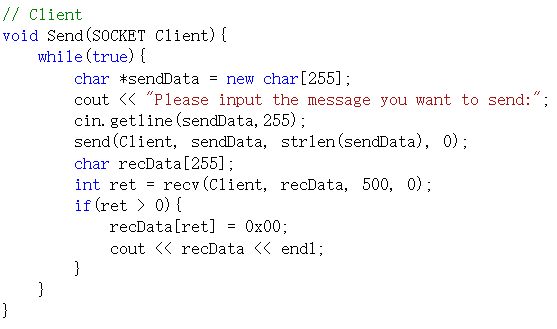 // Client
void Send(SOCKET Client){
    while(true){
        char *sendData = new char[255];
        cout << "Please input the message you want to send:";
        cin.getline(sendData,255);
        send(Client, sendData, strlen(sendData), 0);
        char recData[255];
        int ret = recv(Client, recData, 500, 0);
        if(ret > 0){
            recData[ret] = 0x00;
            cout << recData << endl;
        }
    }
}